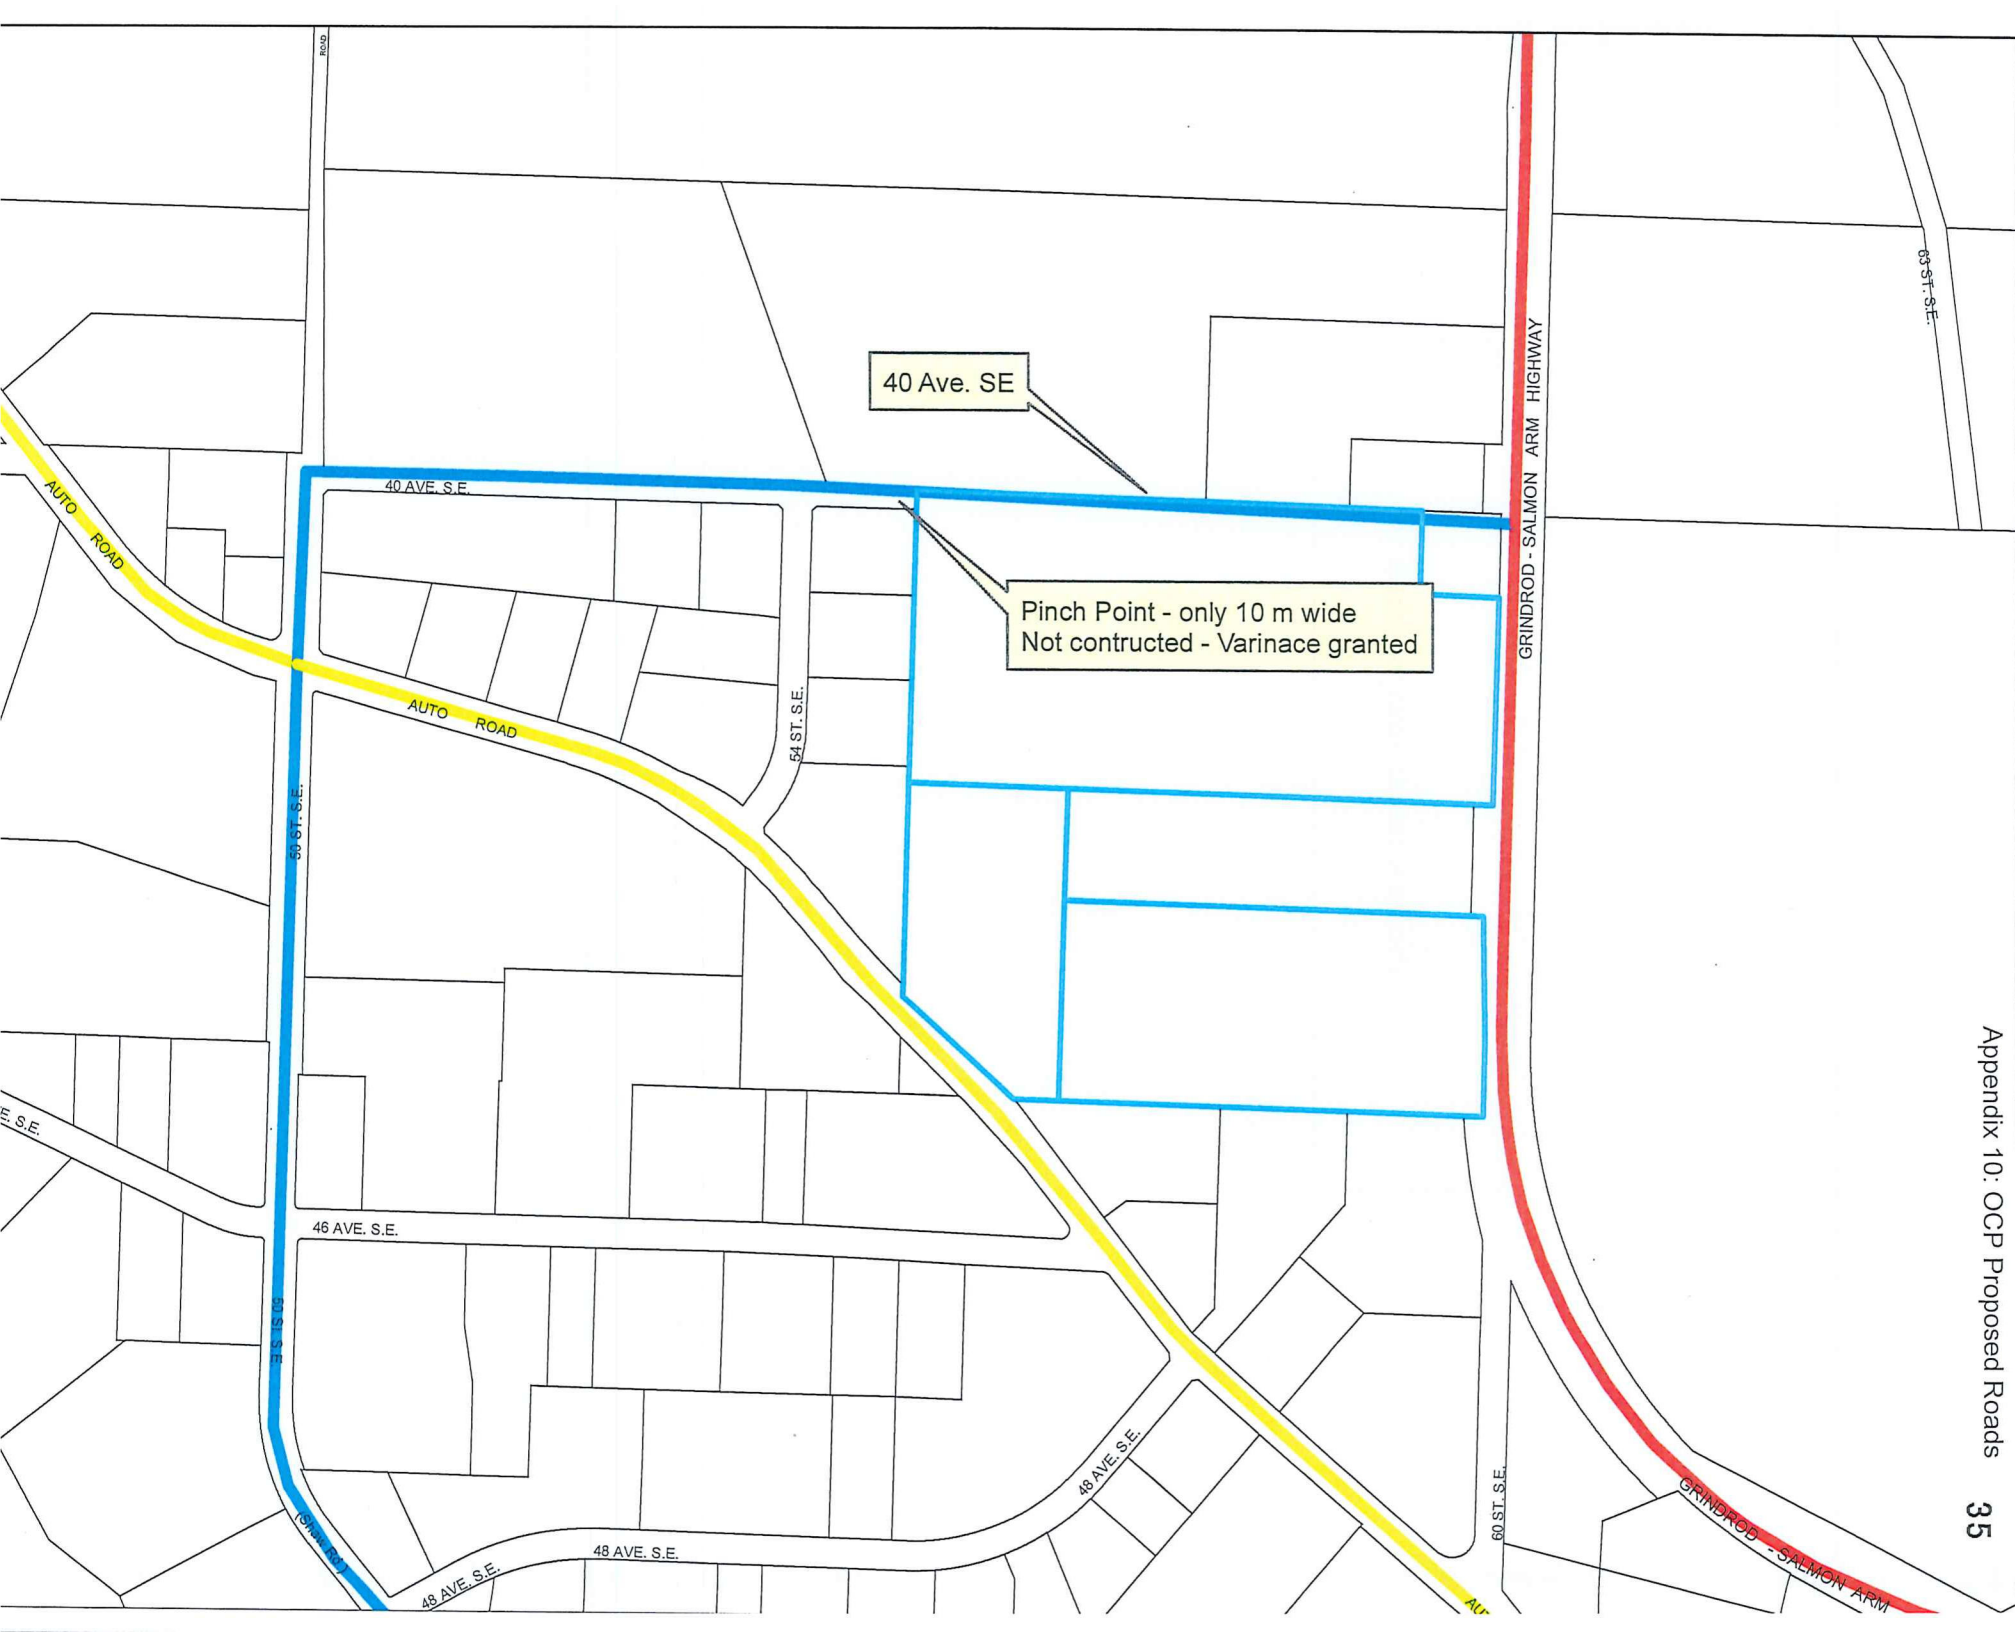 ROAD
63 ST. S.E.
40 Ave. SE
GRINDROD - SALMON ARM HIGHWAY
40 AVE. S.E.
AUTO ROAD
Pinch Point - only 10 m wide
Not contructed - Varinace granted
AUTO ROAD
54 ST. S.E.
50 ST. S.E.
E. S.E.
46 AVE. S.E.
50 St. S.E
(Shaw Rd.)
48 AVE. S.E.
48 AVE. S.E.
48 AVE. S.E.
60 ST. S.E.
GRINDROD - SALMON ARM
AUT
Appendix 10: OCP Proposed Roads
35